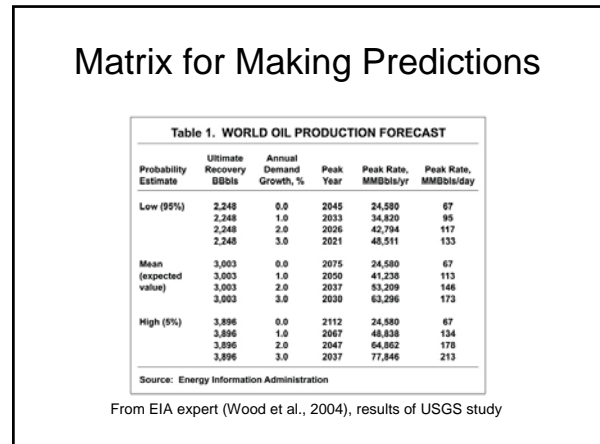 Matrix for Making Predictions
Table 1. WORLD OIL PRODUCTION FORECAST
Probability Estimate Ultimate Recovery BBbls Annual Demand Growth, % Peak Year Peak Rate, MMBbls/yr Peak Rate, MMBbls/day
Low (95%) 2,248 0.0 2045 24,580 67
2,248 1.0 2033 34,820 95
2,248 2.0 2026 42,794 117
2,248 3.0 2021 48,511 133
Mean 3,003 0.0 2075 24,580 67
(expected 3,003 1.0 2050 41,238 113
value) 3,003 2.0 2037 53,209 146
3,003 3.0 2030 63,296 173
High (5%) 3,896 0.0 2112 24,580 67
3,896 1.0 2067 48,838 134
3,896 2.0 2047 64,862 178
3,896 3.0 2037 77,846 213
Source: Energy Information Administration
From EIA expert (Wood et al., 2004), results of USGS study